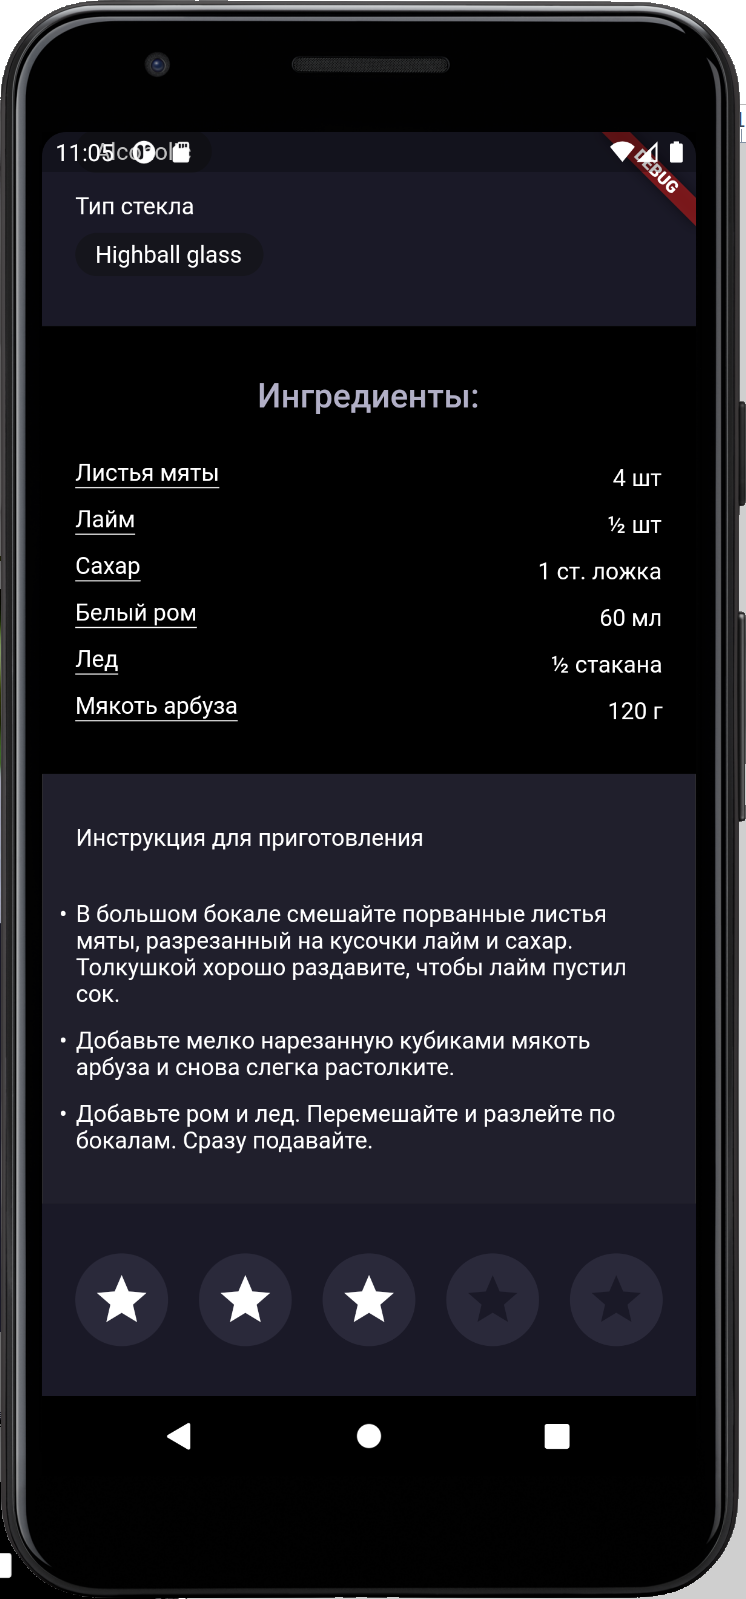 11:05
DEBUG
Тип стекла
Highball glass
Ингредиенты:
Листья мяты 4 шт
Лайм ½ шт
Сахар 1 ст. ложка
Белый ром 60 мл
Лед ½ стакана
Мякоть арбуза 120 г
Инструкция для приготовления
• В большом бокале смешайте порванные листья
мяты, разрезанный на кусочки лайм и сахар.
Толкушкой хорошо раздавите, чтобы лайм пустил
сок.
• Добавьте мелко нарезанную кубиками мякоть
арбуза и снова слегка растолките.
• Добавьте ром и лед. Перемешайте и разлейте по
бокалам. Сразу подавайте.